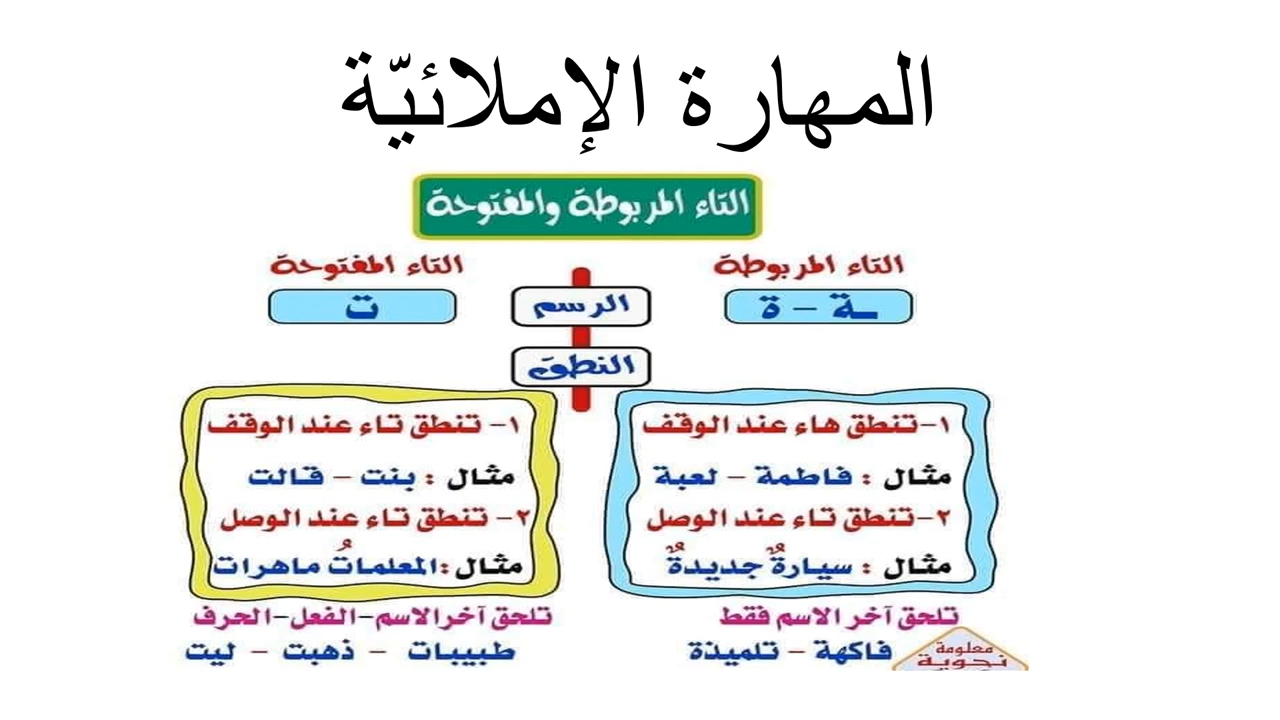 المهارة الإملائيّة
التاء المربوطة والمفتوحة
التاء المربوطة
ـة – ة
التاء المفتوحة
ت
الرسم
النطق
١- تنطق هاء عند الوقف
مثال : فاطمة – لعبة
٢- تنطق تاء عند الوصل
مثال : سيارةٌ جديدةٌ
تلحق آخر الاسم فقط
فاكهة – تلميذة
١- تنطق تاء عند الوقف
مثال : بنت – قالت
٢- تنطق تاء عند الوصل
مثال :المعلماتُ ماهرات
تلحق آخر الاسم–الفعل–الحرف
طبيبات – ذهبت – ليت
معلومة
نحوية